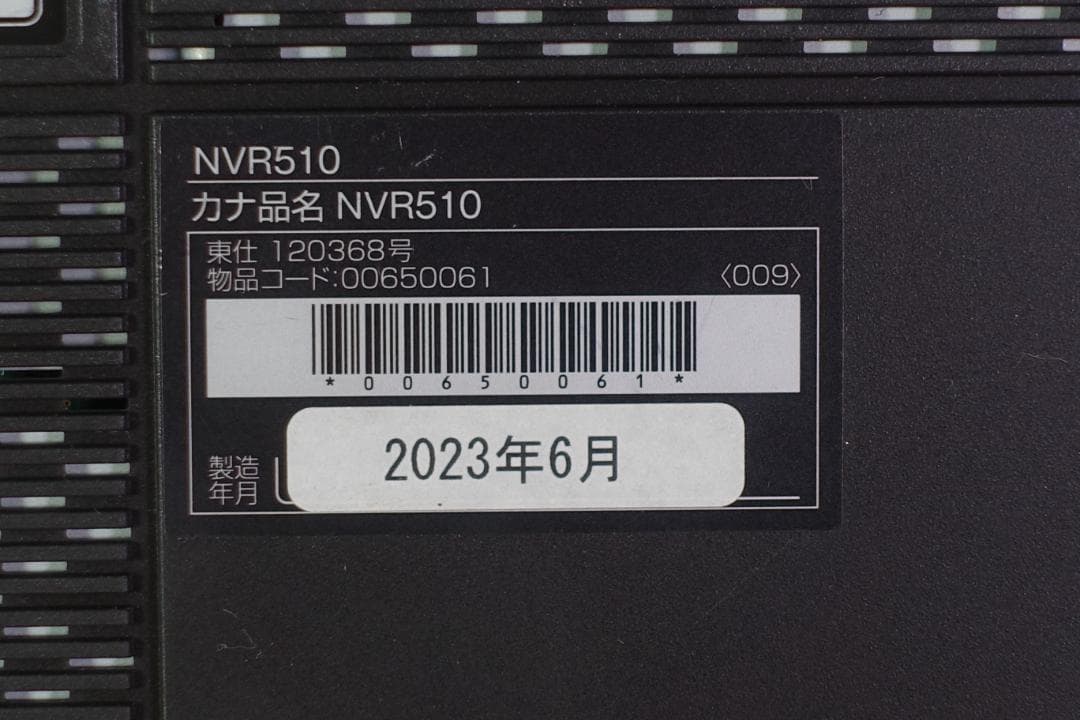 NVR510
カナ品名 NVR510
東仕 120368号
物品コード:00650061 〈009〉
*00650061*
製造年月 2023年6月